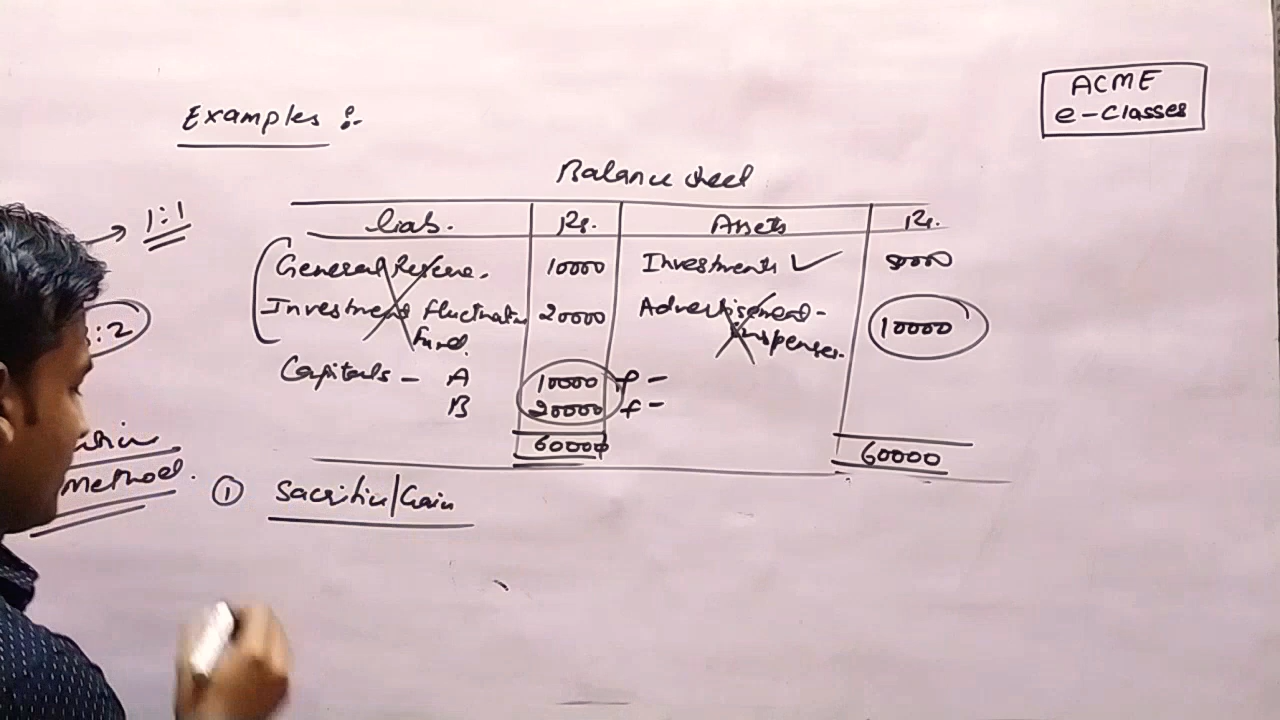 ACME
e-Classes
Examples :-
Balance sheet
1:1
Liab. Rs. Assets Rs.
General Reserve. 10000 Investments ✓
Investment Fluctuation 20000 Advertisement- 10000
Fund. Expenses.
:2
Capitals - A 10000 + -
B 20000 + -
60000 60000
Method. ① Sacrifice/Gain